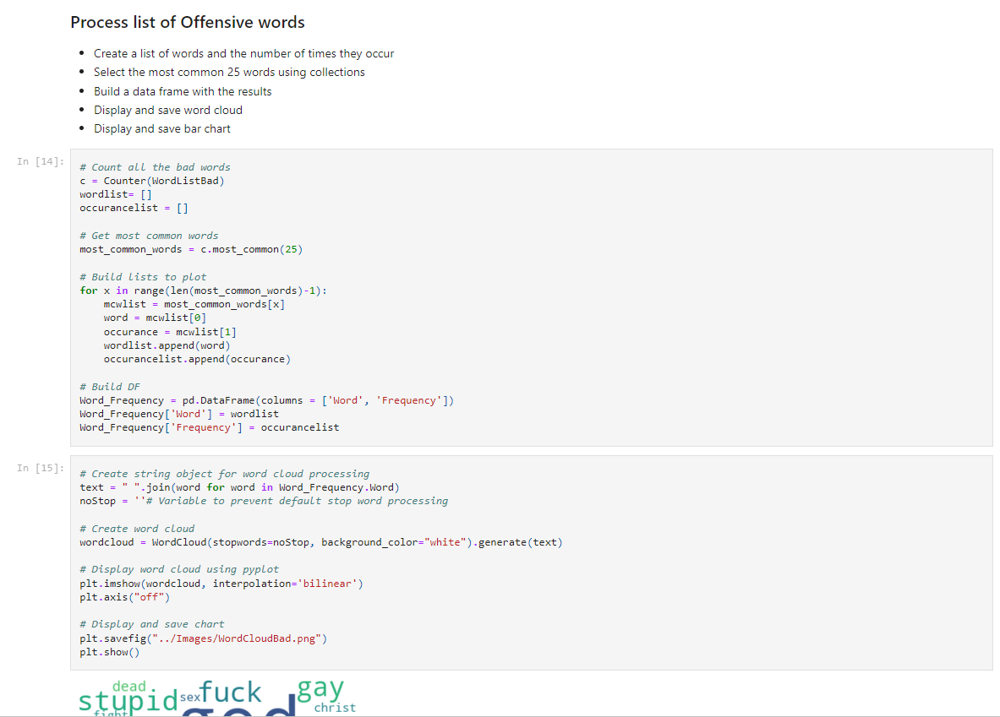 Process list of Offensive words
Create a list of words and the number of times they occur
Select the most common 25 words using collections
Build a data frame with the results
Display and save word cloud
Display and save bar chart
In [14]:
# Count all the bad words
c = Counter(WordListBad)
wordlist= []
occurancelist = []
# Get most common words
most_common_words = c.most_common(25)
# Build lists to plot
for x in range(len(most_common_words)-1):
    mcwlist = most_common_words[x]
    word = mcwlist[0]
    occurance = mcwlist[1]
    wordlist.append(word)
    occurancelist.append(occurance)
# Build DF
Word_Frequency = pd.DataFrame(columns = ['Word', 'Frequency'])
Word_Frequency['Word'] = wordlist
Word_Frequency['Frequency'] = occurancelist
In [15]:
# Create string object for word cloud processing
text = " ".join(word for word in Word_Frequency.Word)
noStop = ''# Variable to prevent default stop word processing
# Create word cloud
wordcloud = WordCloud(stopwords=noStop, background_color="white").generate(text)
# Display word cloud using pyplot
plt.imshow(wordcloud, interpolation='bilinear')
plt.axis("off")
# Display and save chart
plt.savefig("../Images/WordCloudBad.png")
plt.show()
dead
stupid
sex
fuck
gay
christ
fight
god